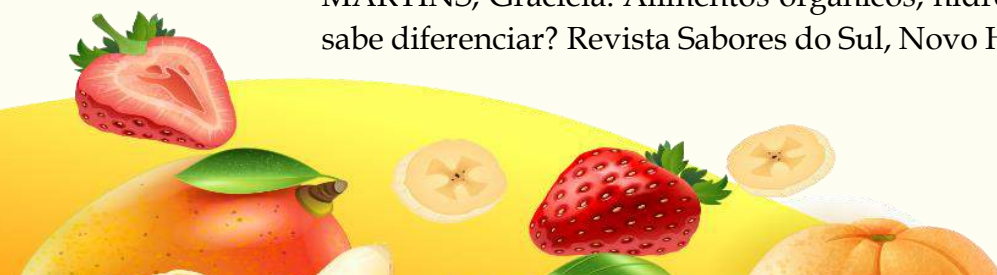 MARTINS, Graciela. Alimentos orgânicos,
sabe diferenciar? Revista Sabores do Sul, Novo